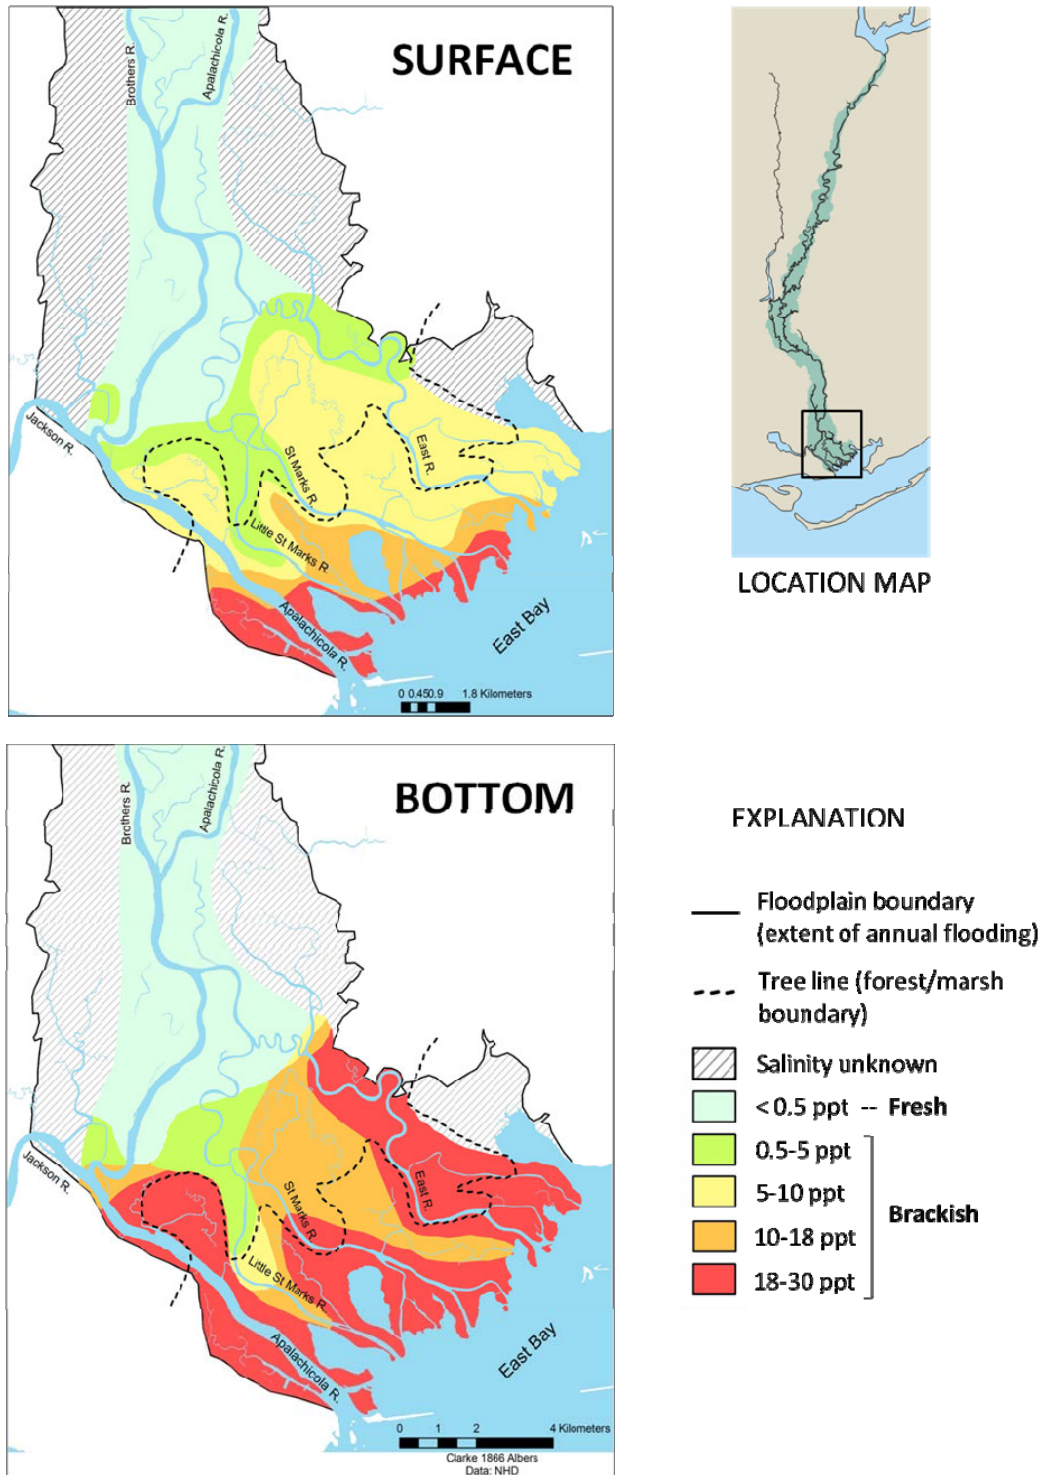 SURFACE
Brothers R.
Apalachicola R.
Jackson R.
St Marks R.
East R.
Little St Marks R.
Apalachicola R.
East Bay
0 0.450.9 1.8 Kilometers
LOCATION MAP
BOTTOM
Brothers R.
Apalachicola R.
Jackson R.
St Marks R.
East R.
Little St Marks R.
Apalachicola R.
East Bay
0 1 2 4 Kilometers
Clarke 1866 Albers
Data: NHD
EXPLANATION
Floodplain boundary
(extent of annual flooding)
Tree line (forest/marsh
boundary)
Salinity unknown
< 0.5 ppt -- Fresh
0.5-5 ppt
5-10 ppt
10-18 ppt
18-30 ppt
Brackish